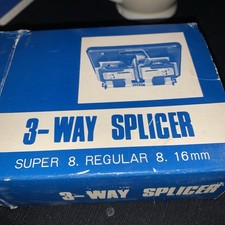 3-WAY SPLICER
SUPER 8. REGULAR 8. 16mm
3-WAY SPLICER